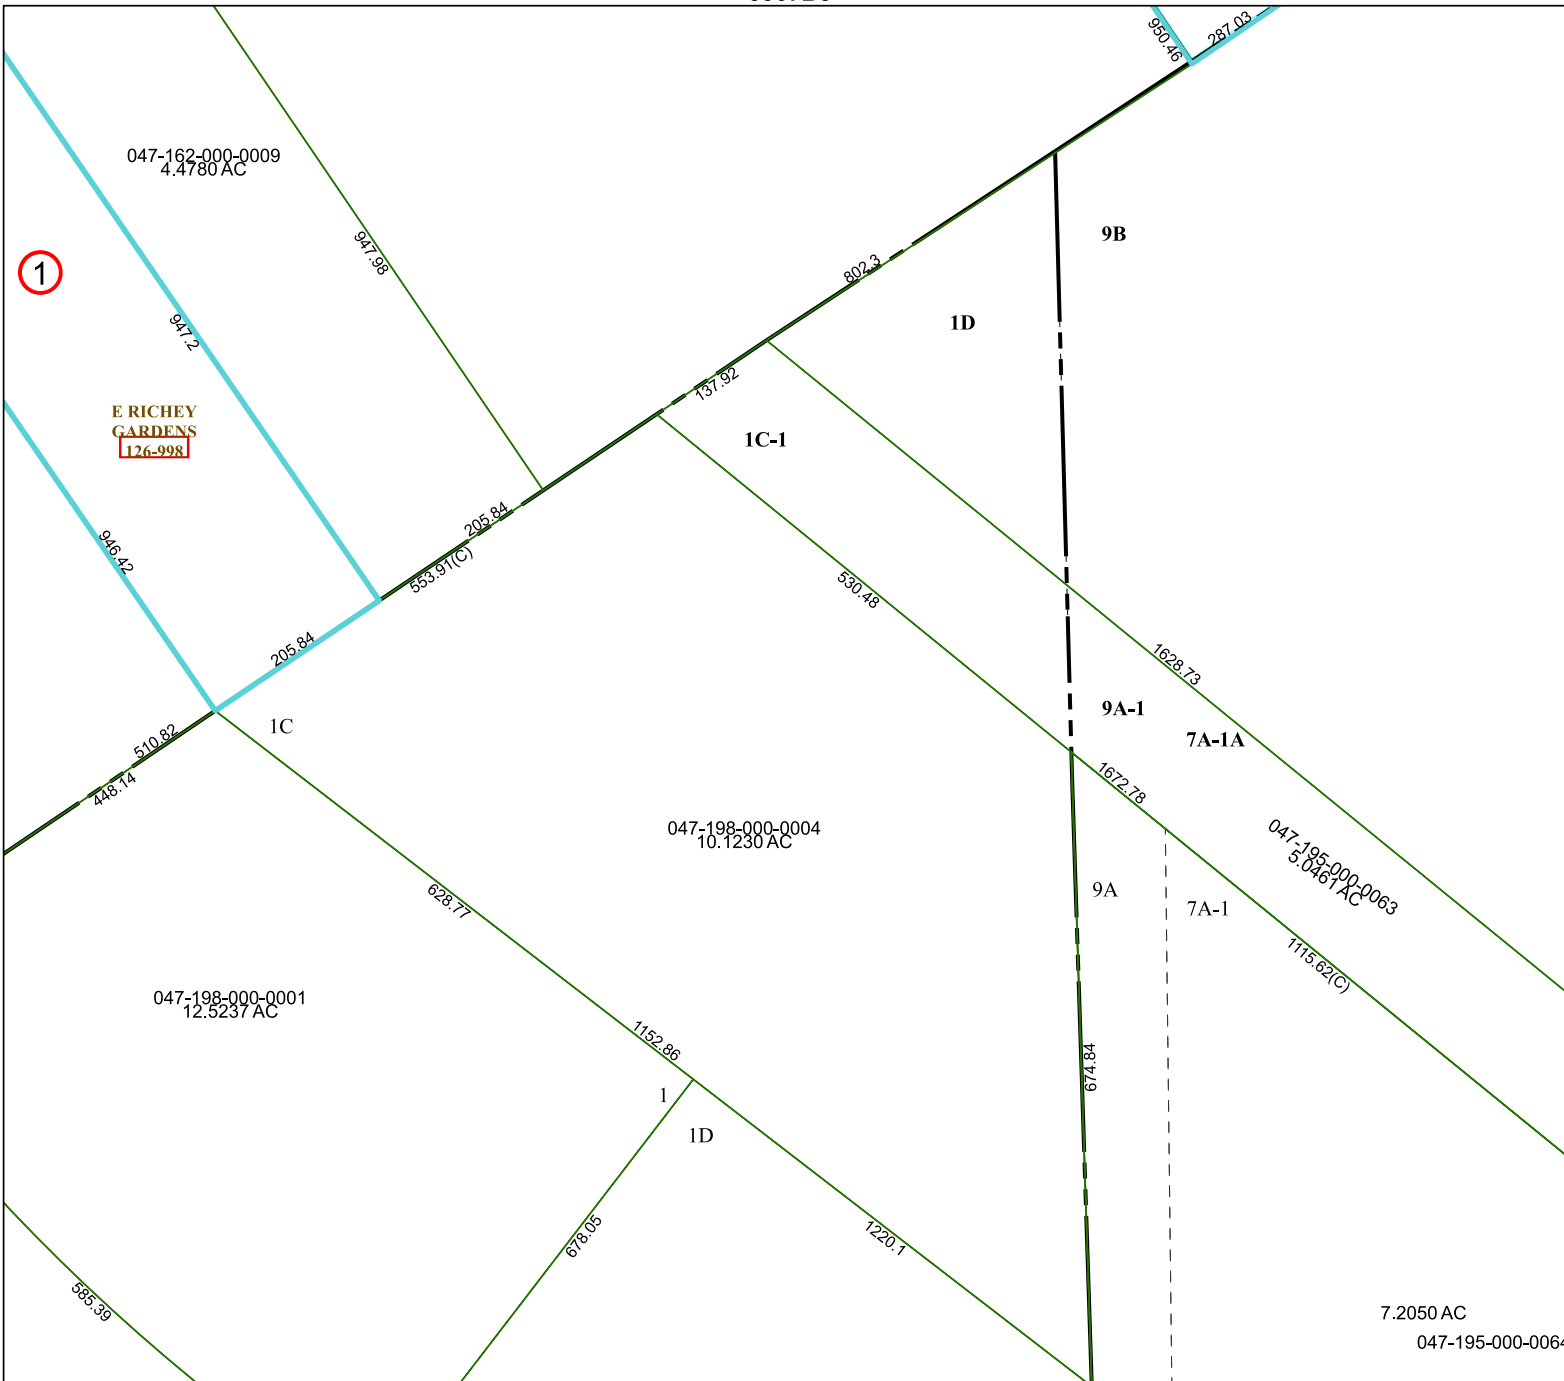 950.46
287.03
047-162-000-0009
4.4780 AC
947.98
9B
1
802.3
947.2
1D
137.92
E RICHEY
GARDENS
126-998
1C-1
205.84
553.91(C)
946.42
530.48
205.84
1628.73
9A-1
1C
510.82
7A-1A
448.14
1672.78
047-198-000-0004
10.1230 AC
047-195-000-0063
5.0461 AC
9A
628.77
7A-1
1115.62(C)
047-198-000-0001
12.5237 AC
1152.86
674.84
1
1D
678.05
1220.1
585.39
7.2050 AC
047-195-000-0064